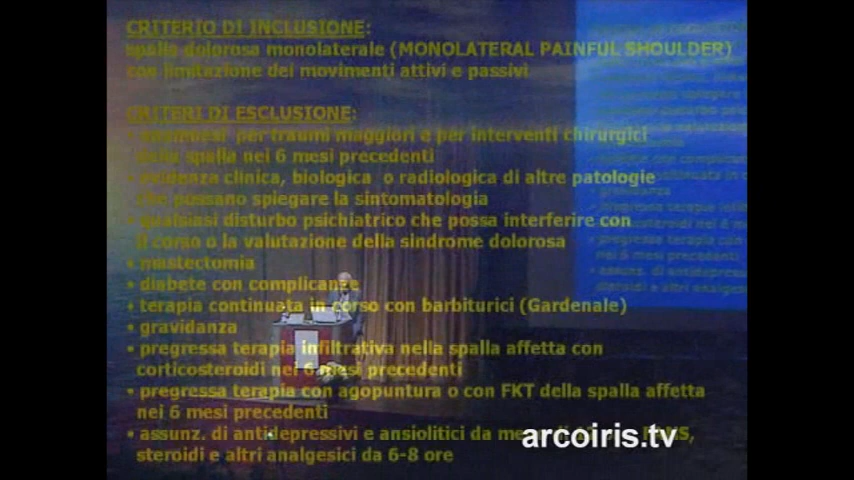 CRITERIO DI INCLUSIONE:
spalla dolorosa monolaterale (MONOLATERAL PAINFUL SHOULDER)
con limitazione dei movimenti attivi e passivi
CRITERI DI ESCLUSIONE:
• anamnesi per traumi maggiori e per interventi chirurgici
della spalla nei 6 mesi precedenti
• evidenza clinica, biologica o radiologica di altre patologie
che possano spiegare la sintomatologia
• qualsiasi disturbo psichiatrico che possa interferire con
il corso o la valutazione della sindrome dolorosa
• mastectomia
• diabete con complicanze
• terapia continuata in corso con barbiturici (Gardenale)
• gravidanza
• pregressa terapia infiltrativa nella spalla affetta con
corticosteroidi nei 6 mesi precedenti
• pregressa terapia con agopuntura o con FKT della spalla affetta
nei 6 mesi precedenti
• assunz. di antidepressivi e ansiolitici da
steroidi e altri analgesici da 6-8 ore
arcoiris.tv